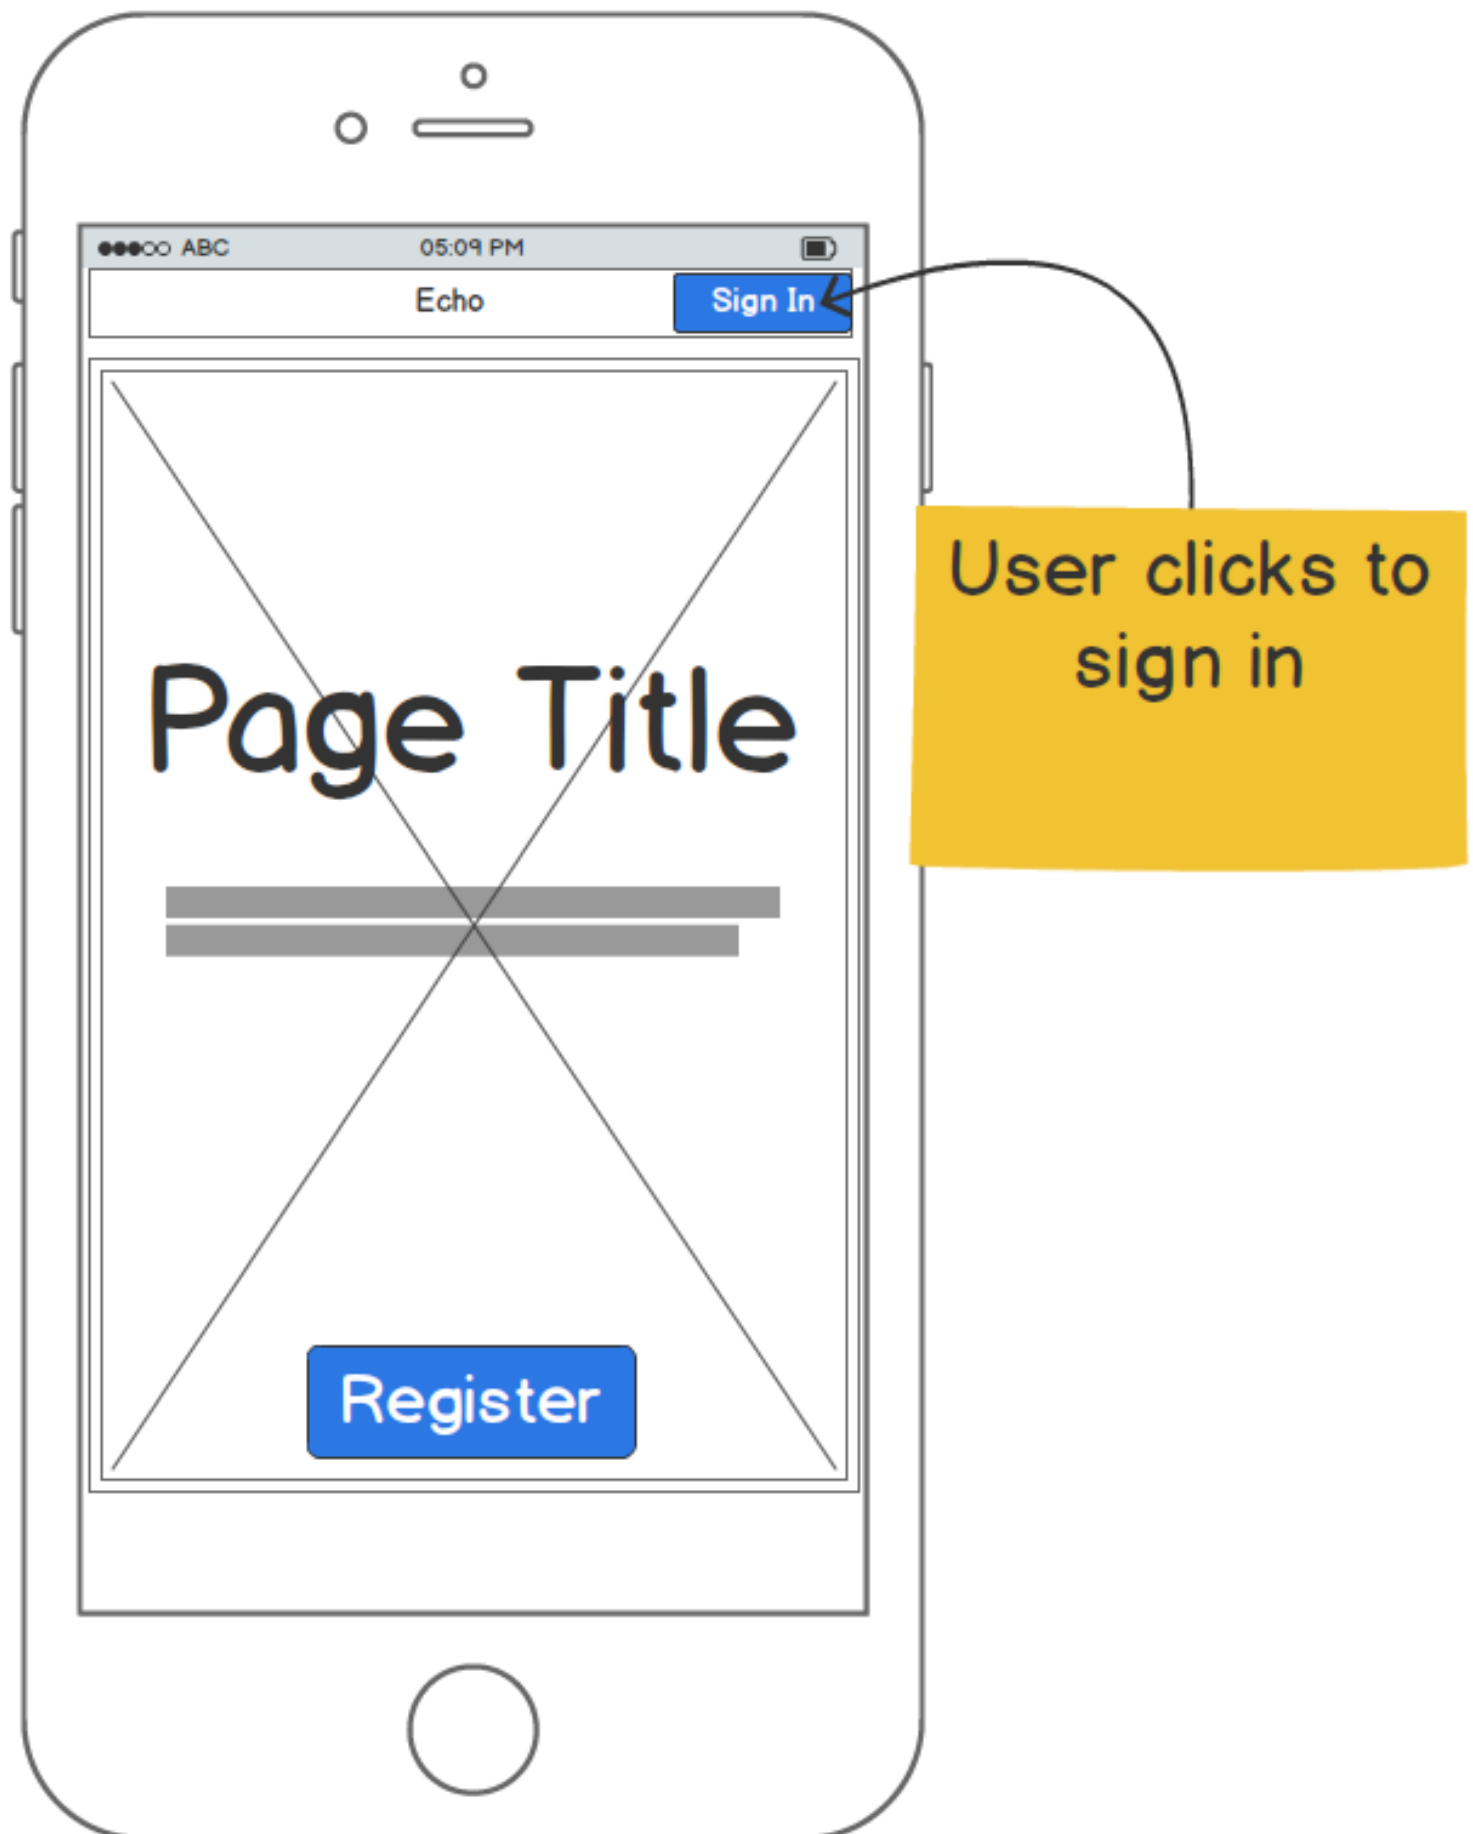 ABC 05:09 PM
Echo Sign In
User clicks to
sign in
Page Title
Register